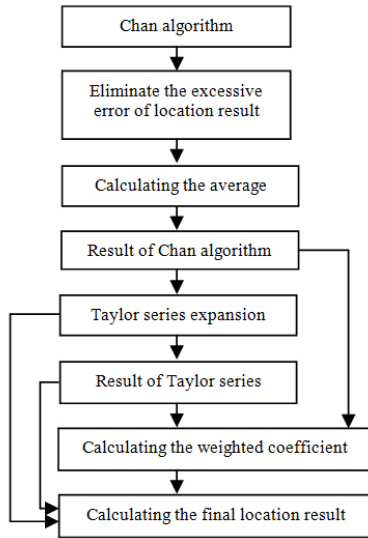 Chan algorithm
Eliminate the excessive
error of location result
Calculating the average
Result of Chan algorithm
Taylor series expansion
Result of Taylor series
Calculating the weighted coefficient
Calculating the final location result